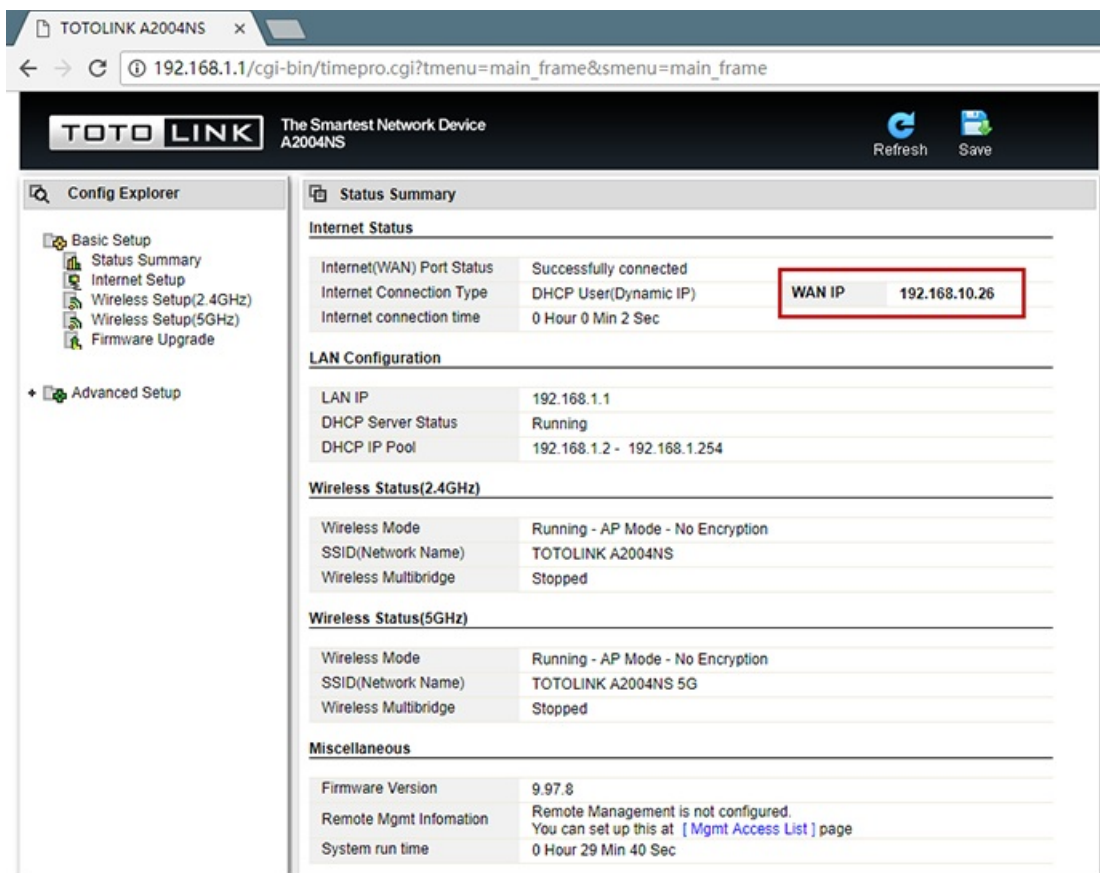 TOTOLINK A2004NS
192.168.1.1/cgi-bin/timepro.cgi?tmenu=main_frame&smenu=main_frame
TOTO LINK
The Smartest Network Device
A2004NS
Refresh
Save
Config Explorer
Basic Setup
Status Summary
Internet Setup
Wireless Setup(2.4GHz)
Wireless Setup(5GHz)
Firmware Upgrade
Advanced Setup
Status Summary
Internet Status
Internet(WAN) Port Status Successfully connected
Internet Connection Type DHCP User(Dynamic IP) WAN IP 192.168.10.26
Internet connection time 0 Hour 0 Min 2 Sec
LAN Configuration
LAN IP 192.168.1.1
DHCP Server Status Running
DHCP IP Pool 192.168.1.2 - 192.168.1.254
Wireless Status(2.4GHz)
Wireless Mode Running - AP Mode - No Encryption
SSID(Network Name) TOTOLINK A2004NS
Wireless Multibridge Stopped
Wireless Status(5GHz)
Wireless Mode Running - AP Mode - No Encryption
SSID(Network Name) TOTOLINK A2004NS 5G
Wireless Multibridge Stopped
Miscellaneous
Firmware Version 9.97.8
Remote Mgmt Infomation Remote Management is not configured.
You can set up this at [ Mgmt Access List ] page
System run time 0 Hour 29 Min 40 Sec